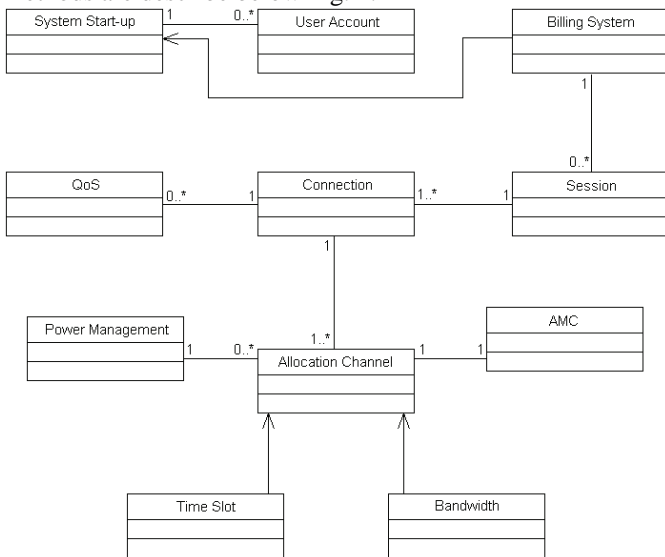 System Start-up
1
0..*
User Account
Billing System
1
0..*
QoS
0..*
1
Connection
1..*
1
Session
1
1..*
Power Management
1
0..*
Allocation Channel
1
1
AMC
Time Slot
Bandwidth